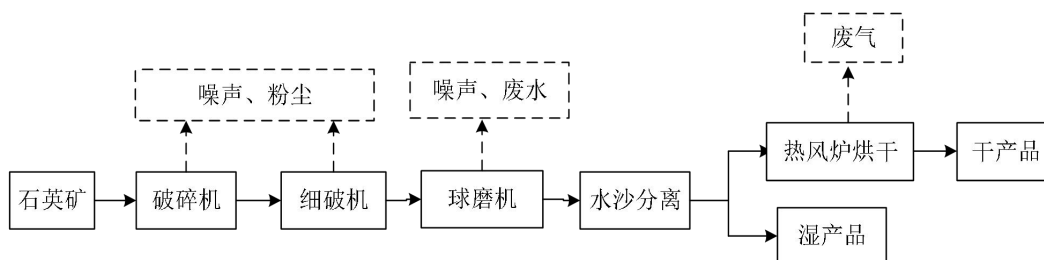 废气
噪声、粉尘
噪声、废水
热风炉烘干
干产品
石英矿
破碎机
细破机
球磨机
水沙分离
湿产品